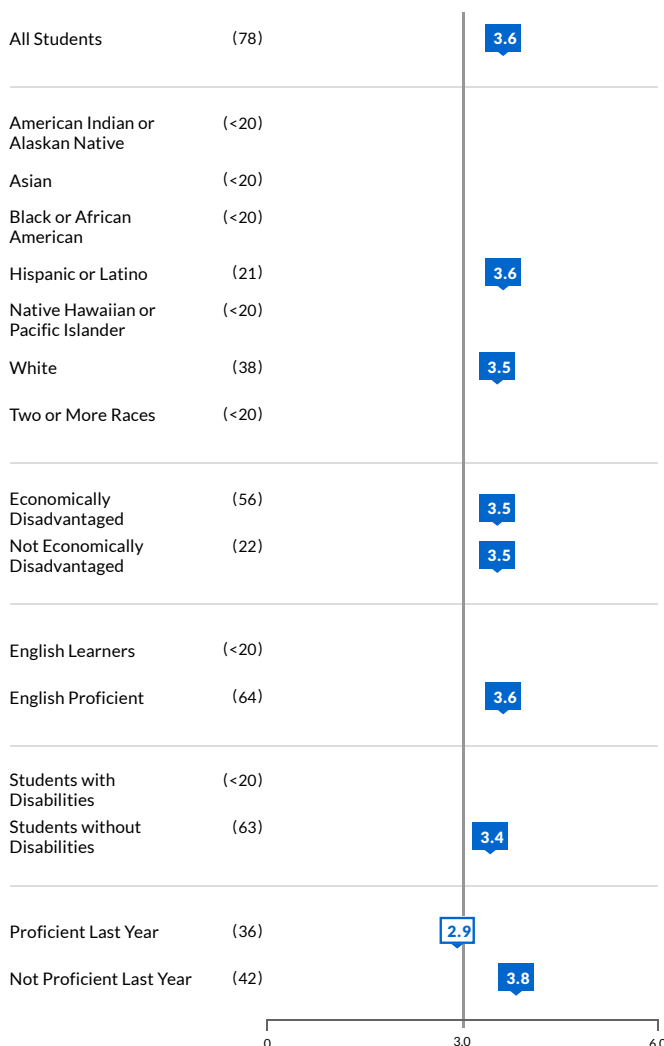 All Students (78) 3.6
American Indian or (<20)
Alaskan Native
Asian (<20)
Black or African (<20)
American
Hispanic or Latino (21) 3.6
Native Hawaiian or (<20)
Pacific Islander
White (38) 3.5
Two or More Races (<20)
Economically (56) 3.5
Disadvantaged
Not Economically (22) 3.5
Disadvantaged
English Learners (<20)
English Proficient (64) 3.6
Students with (<20)
Disabilities
Students without (63) 3.4
Disabilities
Proficient Last Year (36) 2.9
Not Proficient Last Year (42) 3.8
0 3.0 6.0